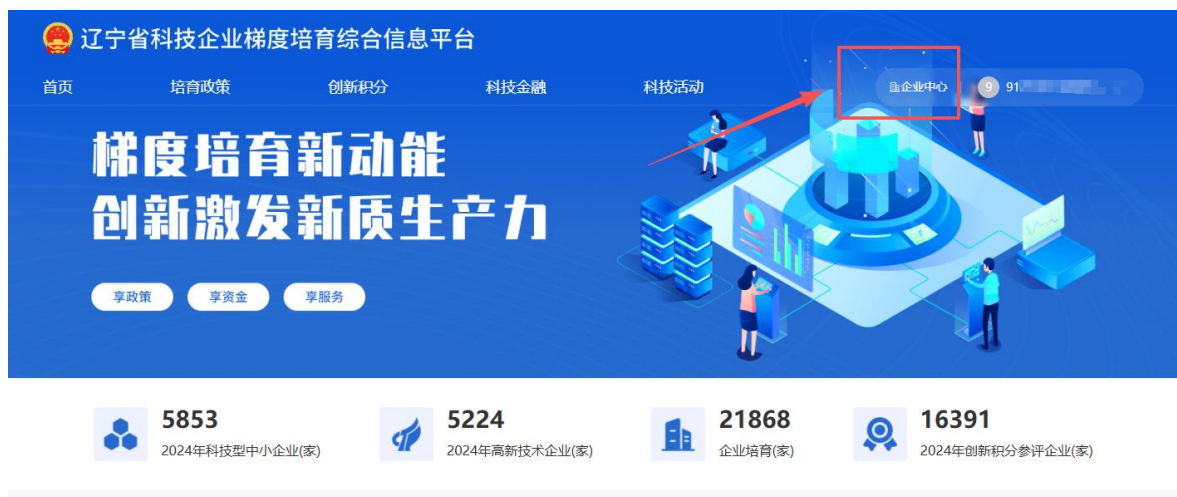 辽宁省科技企业梯度培育综合信息平台
首页 培育政策 创新积分 科技金融 科技活动 企业中心 9 91.
梯度培育新动能
创新激发新质生产力
享政策 享资金 享服务
5853 5224 21868 16391
2024年科技型中小企业(家) 2024年高新技术企业(家) 企业培育(家) 2024年创新积分参评企业(家)